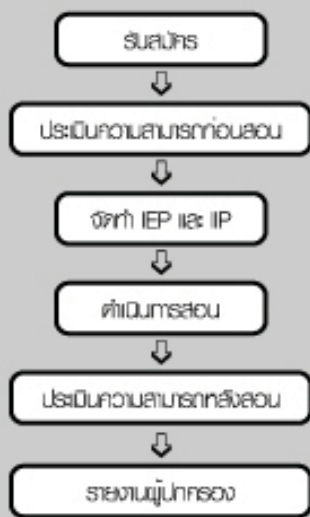 รับสมัคร
ประเมินความสามารถก่อนสอน
จัดทำ IEP และ IIP
ดำเนินการสอน
ประเมินความสามารถหลังสอน
รายงานผู้ปกครอง